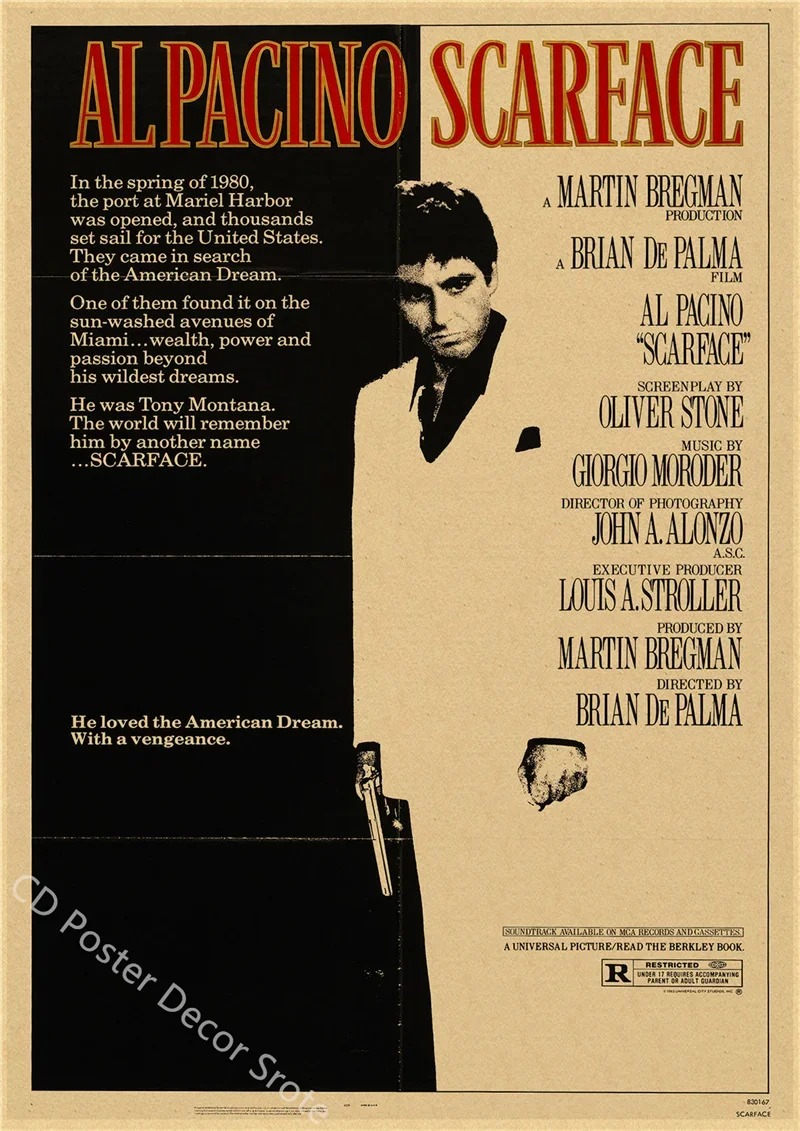 AL PACINO SCARFACE
In the spring of 1980,
the port at Mariel Harbor
was opened, and thousands
set sail for the United States.
They came in search
of the American Dream.
One of them found it on the
sun-washed avenues of
Miami...wealth, power and
passion beyond
his wildest dreams.
He was Tony Montana.
The world will remember
him by another name
...SCARFACE.
He loved the American Dream.
With a vengeance.
A MARTIN BREGMAN
PRODUCTION
A BRIAN DE PALMA
FILM
AL PACINO
“SCARFACE”
SCREENPLAY BY
OLIVER STONE
MUSIC BY
GIORGIO MORODER
DIRECTOR OF PHOTOGRAPHY
JOHN A. ALONZO
A.S.C.
EXECUTIVE PRODUCER
LOUIS A. STROLLER
PRODUCED BY
MARTIN BREGMAN
DIRECTED BY
BRIAN DE PALMA
SOUNDTRACK AVAILABLE ON MCA RECORDS AND CASSETTES.
A UNIVERSAL PICTURE/READ THE BERKLEY BOOK.
R RESTRICTED
UNDER 17 REQUIRES ACCOMPANYING
PARENT OR ADULT GUARDIAN
© 1983 UNIVERSAL CITY STUDIOS, INC.
830167
SCARFACE
CD Poster Decor Srote